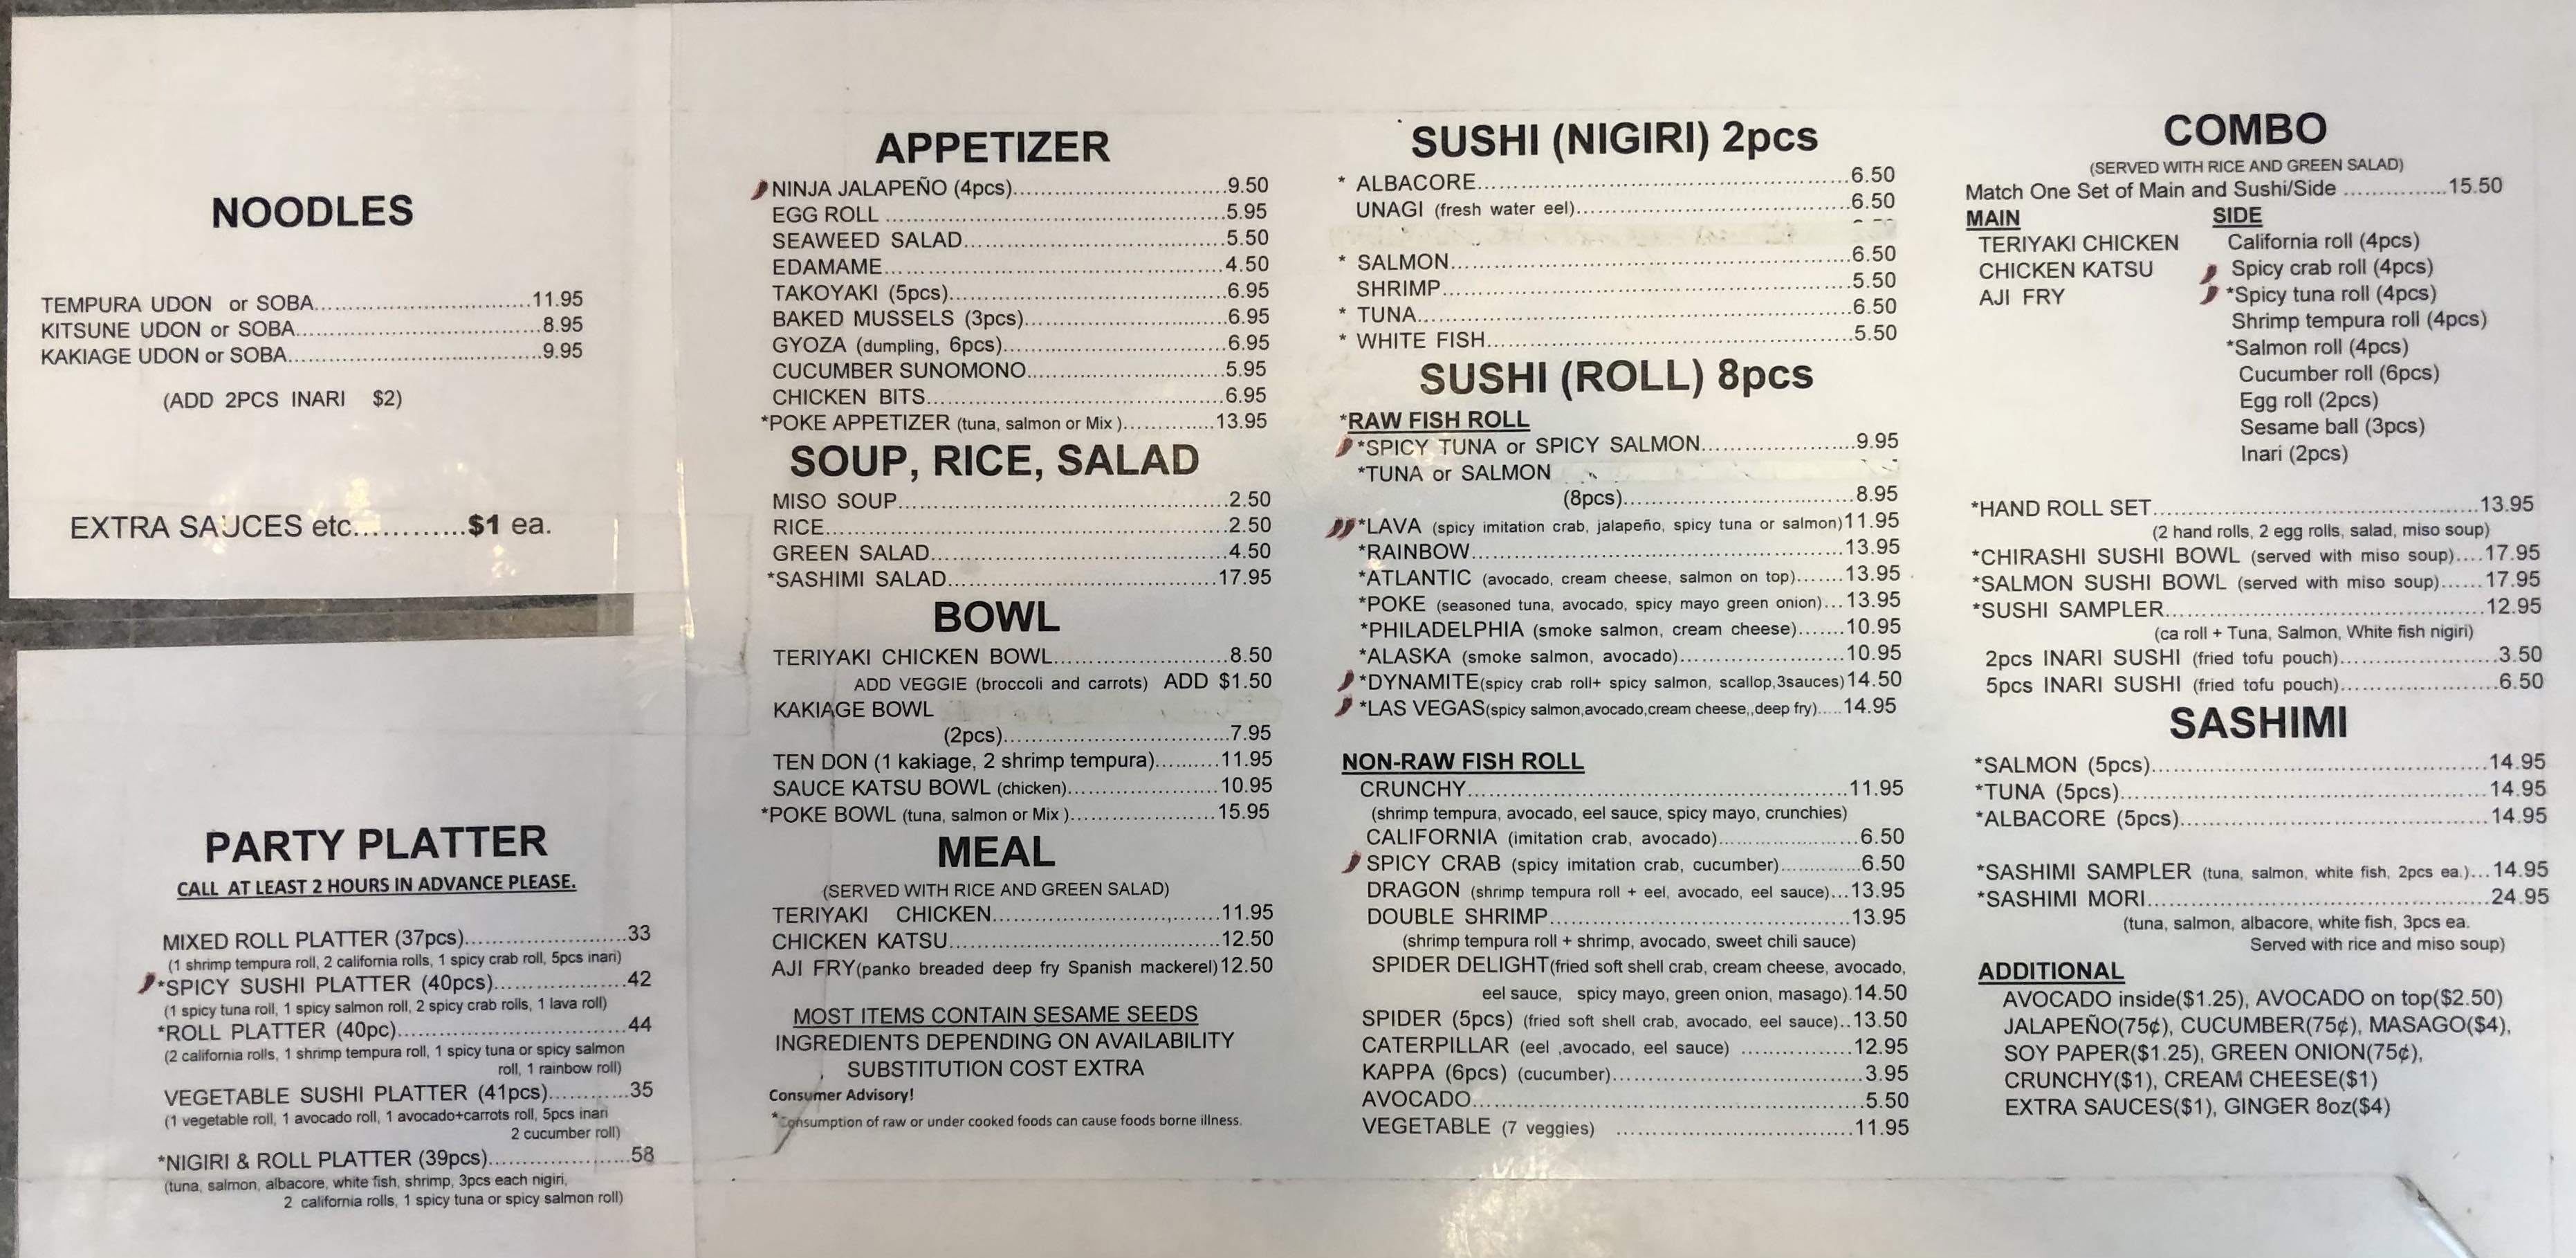 NOODLES
TEMPURA UDON or SOBA..............................11.95
KITSUNE UDON or SOBA..................................8.95
KAKIAGE UDON or SOBA...................................9.95
(ADD 2PCS INARI $2)
EXTRA SAUCES etc............$1 ea.
PARTY PLATTER
CALL AT LEAST 2 HOURS IN ADVANCE PLEASE.
MIXED ROLL PLATTER (37pcs)..........................33
(1 shrimp tempura roll, 2 california rolls, 1 spicy crab roll, 5pcs inari)
*SPICY SUSHI PLATTER (40pcs).....................42
(1 spicy tuna roll, 1 spicy salmon roll, 2 spicy crab rolls, 1 lava roll)
*ROLL PLATTER (40pc)....................................44
(2 california rolls, 1 shrimp tempura roll, 1 spicy tuna or spicy salmon
roll, 1 rainbow roll)
VEGETABLE SUSHI PLATTER (41pcs)............35
(1 vegetable roll, 1 avocado roll, 1 avocado+carrots roll, 5pcs inari
2 cucumber roll)
*NIGIRI & ROLL PLATTER (39pcs)......................58
(tuna, salmon, albacore, white fish, shrimp, 3pcs each nigiri,
2 california rolls, 1 spicy tuna or spicy salmon roll)
APPETIZER
NINJA JALAPEÑO (4pcs)..................................9.50
EGG ROLL ......................................................5.95
SEAWEED SALAD..........................................5.50
EDAMAME......................................................4.50
TAKOYAKI (5pcs)............................................6.95
BAKED MUSSELS (3pcs)................................6.95
GYOZA (dumpling, 6pcs)...................................6.95
CUCUMBER SUNOMONO................................5.95
CHICKEN BITS................................................6.95
*POKE APPETIZER (tuna, salmon or Mix ).............13.95
SOUP, RICE, SALAD
MISO SOUP....................................................2.50
RICE..............................................................2.50
GREEN SALAD...............................................4.50
*SASHIMI SALAD...........................................17.95
BOWL
TERIYAKI CHICKEN BOWL...........................8.50
ADD VEGGIE (broccoli and carrots) ADD $1.50
KAKIAGE BOWL
(2pcs)....................................7.95
TEN DON (1 kakiage, 2 shrimp tempura)..........11.95
SAUCE KATSU BOWL (chicken).......................10.95
*POKE BOWL (tuna, salmon or Mix ).....................15.95
MEAL
(SERVED WITH RICE AND GREEN SALAD)
TERIYAKI CHICKEN...................................11.95
CHICKEN KATSU..........................................12.50
AJI FRY(panko breaded deep fry Spanish mackerel)12.50
MOST ITEMS CONTAIN SESAME SEEDS
INGREDIENTS DEPENDING ON AVAILABILITY
SUBSTITUTION COST EXTRA
Consumer Advisory!
*Consumption of raw or under cooked foods can cause foods borne illness.
SUSHI (NIGIRI) 2pcs
* ALBACORE......................................................6.50
UNAGI (fresh water eel).......................................6.50
* SALMON..........................................................6.50
SHRIMP...........................................................5.50
* TUNA...............................................................6.50
* WHITE FISH.....................................................5.50
SUSHI (ROLL) 8pcs
*RAW FISH ROLL
*SPICY TUNA or SPICY SALMON......................9.95
*TUNA or SALMON
(8pcs).................................8.95
*LAVA (spicy imitation crab, jalapeño, spicy tuna or salmon)11.95
*RAINBOW.....................................................13.95
*ATLANTIC (avocado, cream cheese, salmon on top).......13.95
*POKE (seasoned tuna, avocado, spicy mayo green onion)...13.95
*PHILADELPHIA (smoke salmon, cream cheese).......10.95
*ALASKA (smoke salmon, avocado)........................10.95
*DYNAMITE(spicy crab roll+ spicy salmon, scallop,3sauces)14.50
*LAS VEGAS(spicy salmon,avocado,cream cheese,,deep fry).....14.95
NON-RAW FISH ROLL
CRUNCHY.......................................................11.95
(shrimp tempura, avocado, eel sauce, spicy mayo, crunchies)
CALIFORNIA (imitation crab, avocado).....................6.50
SPICY CRAB (spicy imitation crab, cucumber)............6.50
DRAGON (shrimp tempura roll + eel, avocado, eel sauce)...13.95
DOUBLE SHRIMP...........................................13.95
(shrimp tempura roll + shrimp, avocado, sweet chili sauce)
SPIDER DELIGHT(fried soft shell crab, cream cheese, avocado,
eel sauce, spicy mayo, green onion, masago).14.50
SPIDER (5pcs) (fried soft shell crab, avocado, eel sauce)..13.50
CATERPILLAR (eel ,avocado, eel sauce) ................12.95
KAPPA (6pcs) (cucumber)....................................3.95
AVOCADO.......................................................5.50
VEGETABLE (7 veggies) ..................................11.95
COMBO
(SERVED WITH RICE AND GREEN SALAD)
Match One Set of Main and Sushi/Side ...............15.50
MAIN SIDE
TERIYAKI CHICKEN California roll (4pcs)
CHICKEN KATSU Spicy crab roll (4pcs)
AJI FRY *Spicy tuna roll (4pcs)
Shrimp tempura roll (4pcs)
*Salmon roll (4pcs)
Cucumber roll (6pcs)
Egg roll (2pcs)
Sesame ball (3pcs)
Inari (2pcs)
*HAND ROLL SET...............................................13.95
(2 hand rolls, 2 egg rolls, salad, miso soup)
*CHIRASHI SUSHI BOWL (served with miso soup)....17.95
*SALMON SUSHI BOWL (served with miso soup)......17.95
*SUSHI SAMPLER..............................................12.95
(ca roll + Tuna, Salmon, White fish nigiri)
2pcs INARI SUSHI (fried tofu pouch).......................3.50
5pcs INARI SUSHI (fried tofu pouch).......................6.50
SASHIMI
*SALMON (5pcs)................................................14.95
*TUNA (5pcs)....................................................14.95
*ALBACORE (5pcs)............................................14.95
*SASHIMI SAMPLER (tuna, salmon, white fish, 2pcs ea.)...14.95
*SASHIMI MORI.................................................24.95
(tuna, salmon, albacore, white fish, 3pcs ea.
Served with rice and miso soup)
ADDITIONAL
AVOCADO inside($1.25), AVOCADO on top($2.50)
JALAPEÑO(75¢), CUCUMBER(75¢), MASAGO($4),
SOY PAPER($1.25), GREEN ONION(75¢),
CRUNCHY($1), CREAM CHEESE($1)
EXTRA SAUCES($1), GINGER 8oz($4)